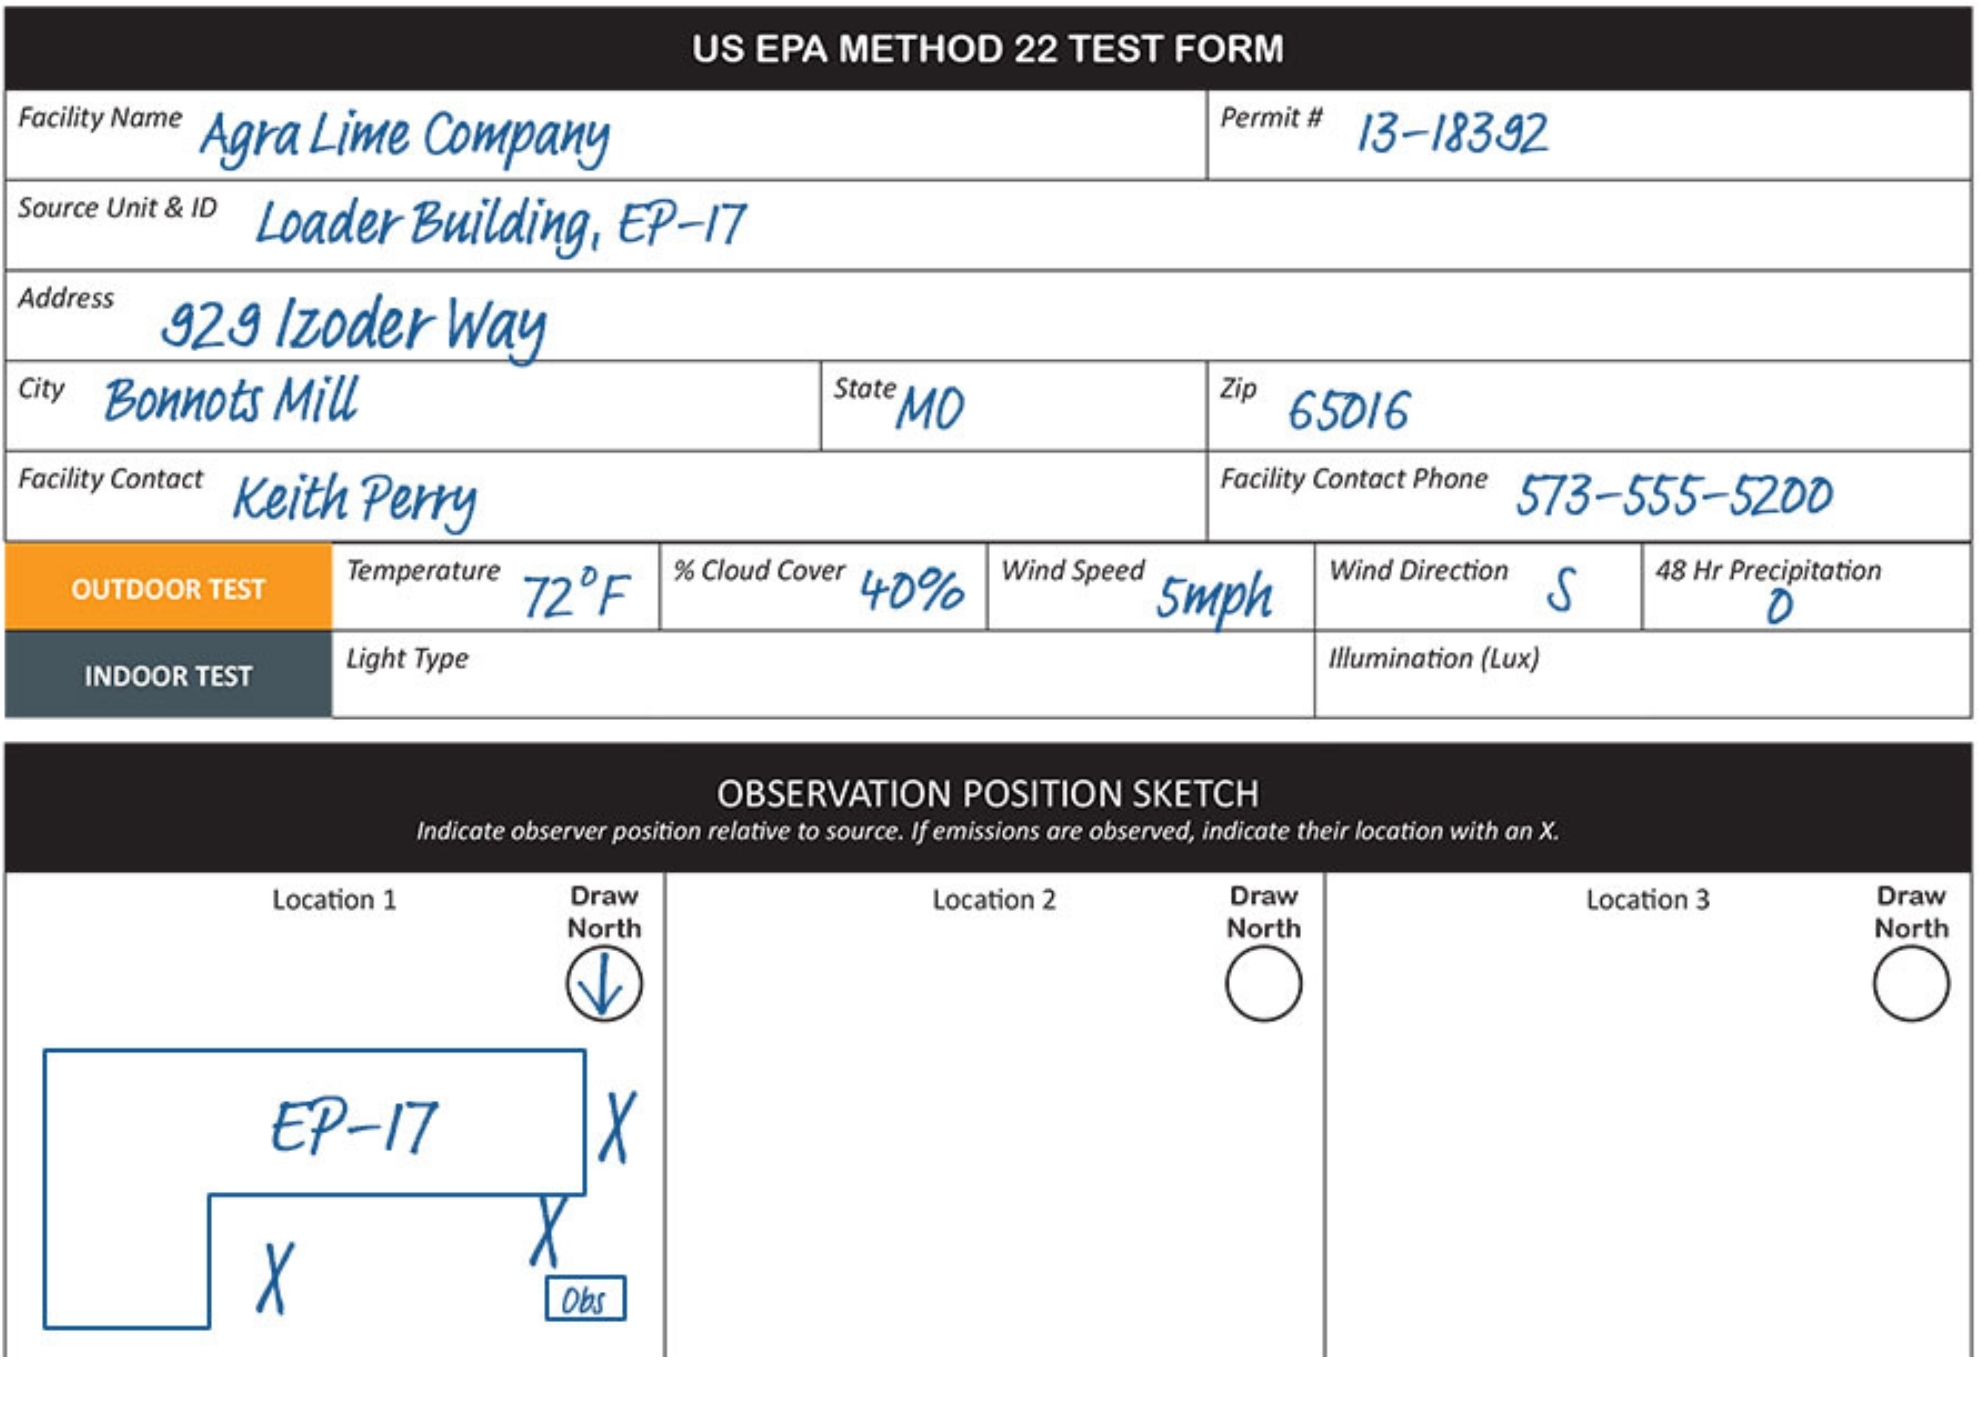 US EPA METHOD 22 TEST FORM
Facility Name Agra Lime Company Permit # 13-18392
Source Unit & ID Loader Building, EP-17
Address 929 Izoder Way
City Bonnots Mill State MO Zip 65016
Facility Contact Keith Perry Facility Contact Phone 573-555-5200
OUTDOOR TEST Temperature 72°F % Cloud Cover 40% Wind Speed 5mph Wind Direction S 48 Hr Precipitation 0
INDOOR TEST Light Type Illumination (Lux)
OBSERVATION POSITION SKETCH
Indicate observer position relative to source. If emissions are observed, indicate their location with an X.
Location 1 Draw North Location 2 Draw North Location 3 Draw North
EP-17 X
X
X
Obs